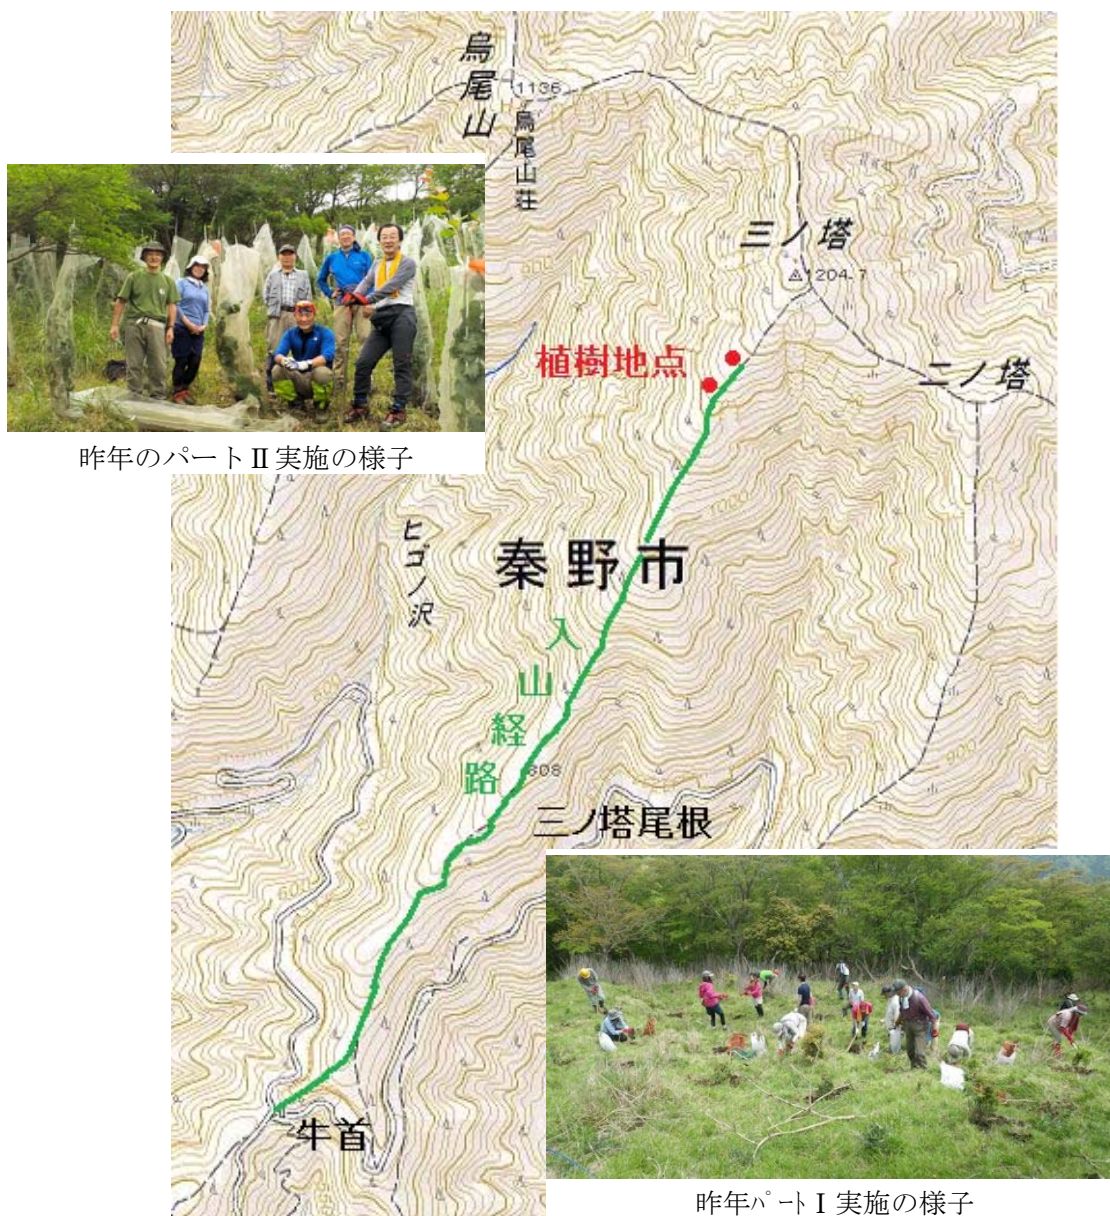 烏尾山
1136
烏尾山荘
三ノ塔
1204.7
植樹地点
二ノ塔
昨年のパートⅡ実施の様子
ヒゴノ沢
秦野市
入山経路
808
三ノ塔尾根
600
牛首
昨年パートⅠ実施の様子